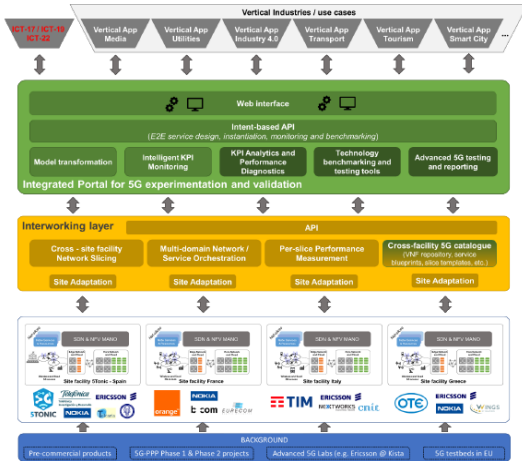 Vertical Industries / use cases
ICT-17 / ICT-19
ICT-22
Vertical App
Media
Vertical App
Utilities
Vertical App
Industry 4.0
Vertical App
Transport
Vertical App
Tourism
Vertical App
Smart City
...
Web interface
Intent-based API
(E2E service design, instantiation, monitoring and benchmarking)
Model transformation
Intelligent KPI
Monitoring
KPI Analytics and
Performance
Diagnostics
Technology
benchmarking and
testing tools
Advanced 5G testing
and reporting
Integrated Portal for 5G experimentation and validation
Interworking layer
API
Cross - site facility
Network Slicing
Multi-domain Network /
Service Orchestration
Per-slice Performance
Measurement
Cross-facility 5G catalogue
(VNF repository, service
blueprints, slice templates, etc.)
Site Adaptation
Site Adaptation
Site Adaptation
Site Adaptation
SDN & NFV MANO
SDN & NFV MANO
SDN & NFV MANO
SDN & NFV MANO
Site facility 5Tonic - Spain
Site facility France
Site facility Italy
Site facility Greece
5TONIC
Telefónica
ERICSSON
NOKIA
orange
NOKIA
b<>com
EURECOM
TIM
ERICSSON
NEXTWORKS
cnit
OTE
ERICSSON
NOKIA
WINGS
BACKGROUND
Pre-commercial products
5G-PPP Phase 1 & Phase 2 projects
Advanced 5G Labs (e.g. Ericsson @ Kista
5G testbeds in EU